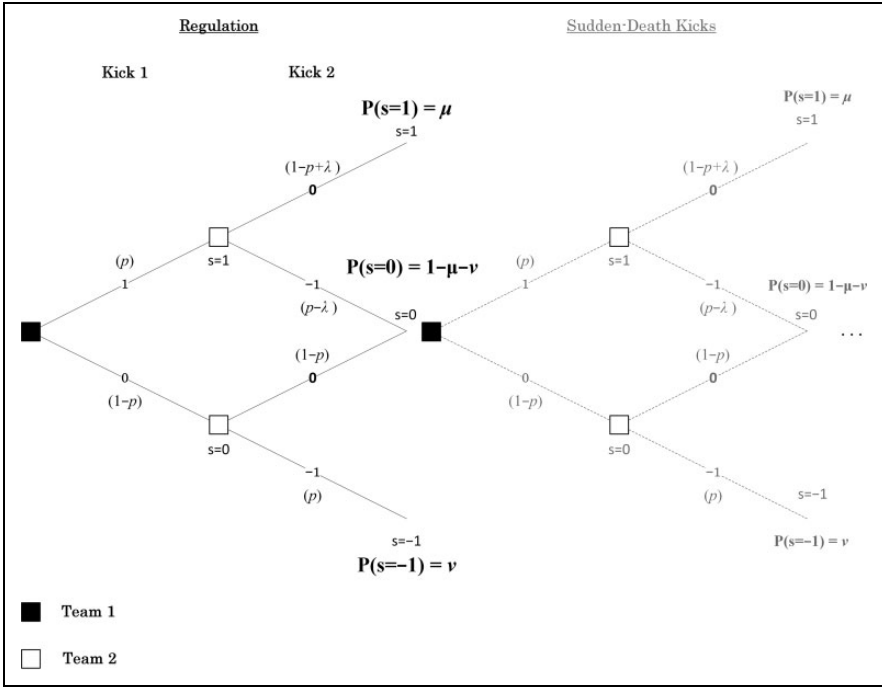 Regulation
Sudden-Death Kicks
Kick 1
Kick 2
P(s=1) = μ
s=1
(1-p+λ)
0
(p)
1
s=1
P(s=0) = 1-μ-ν
-1
(p-λ)
s=0
(1-p)
0
0
(1-p)
s=0
-1
(p)
s=-1
P(s=-1) = ν
P(s=1) = μ
s=1
(1-p+λ)
0
(p)
1
s=1
-1
(p-λ)
P(s=0) = 1-μ-ν
s=0
...
(1-p)
0
0
(1-p)
s=0
-1
(p)
s=-1
P(s=-1) = ν
Team 1
Team 2